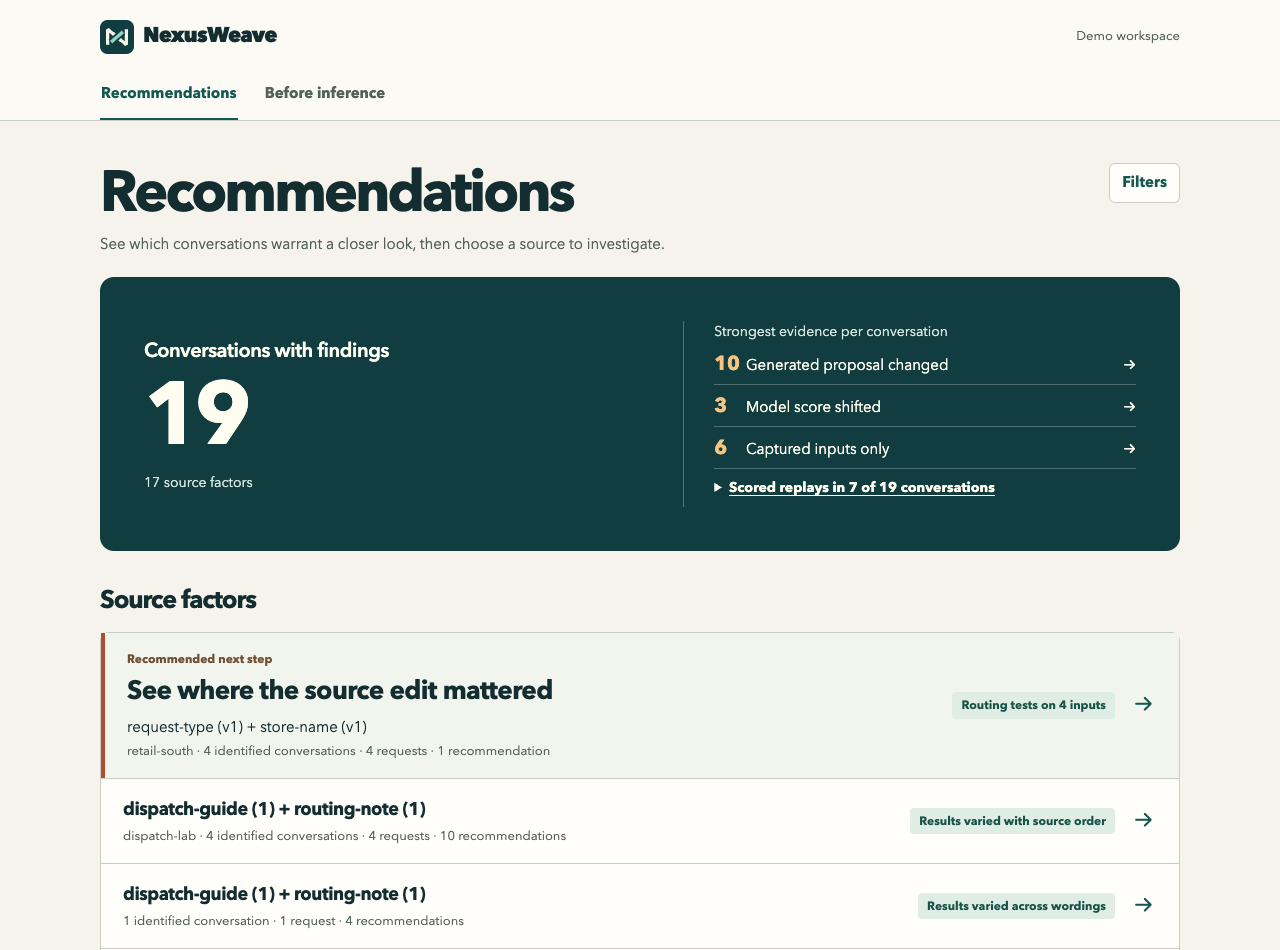 NexusWeave
Demo workspace
Recommendations
Before inference
Recommendations
Filters
See which conversations warrant a closer look, then choose a source to investigate.
Conversations with findings
19
17 source factors
Strongest evidence per conversation
10 Generated proposal changed
3 Model score shifted
6 Captured inputs only
Scored replays in 7 of 19 conversations
Source factors
Recommended next step
See where the source edit mattered
request-type (v1) + store-name (v1)
retail-south · 4 identified conversations · 4 requests · 1 recommendation
Routing tests on 4 inputs
dispatch-guide (1) + routing-note (1)
dispatch-lab · 4 identified conversations · 4 requests · 10 recommendations
Results varied with source order
dispatch-guide (1) + routing-note (1)
1 identified conversation · 1 request · 4 recommendations
Results varied across wordings